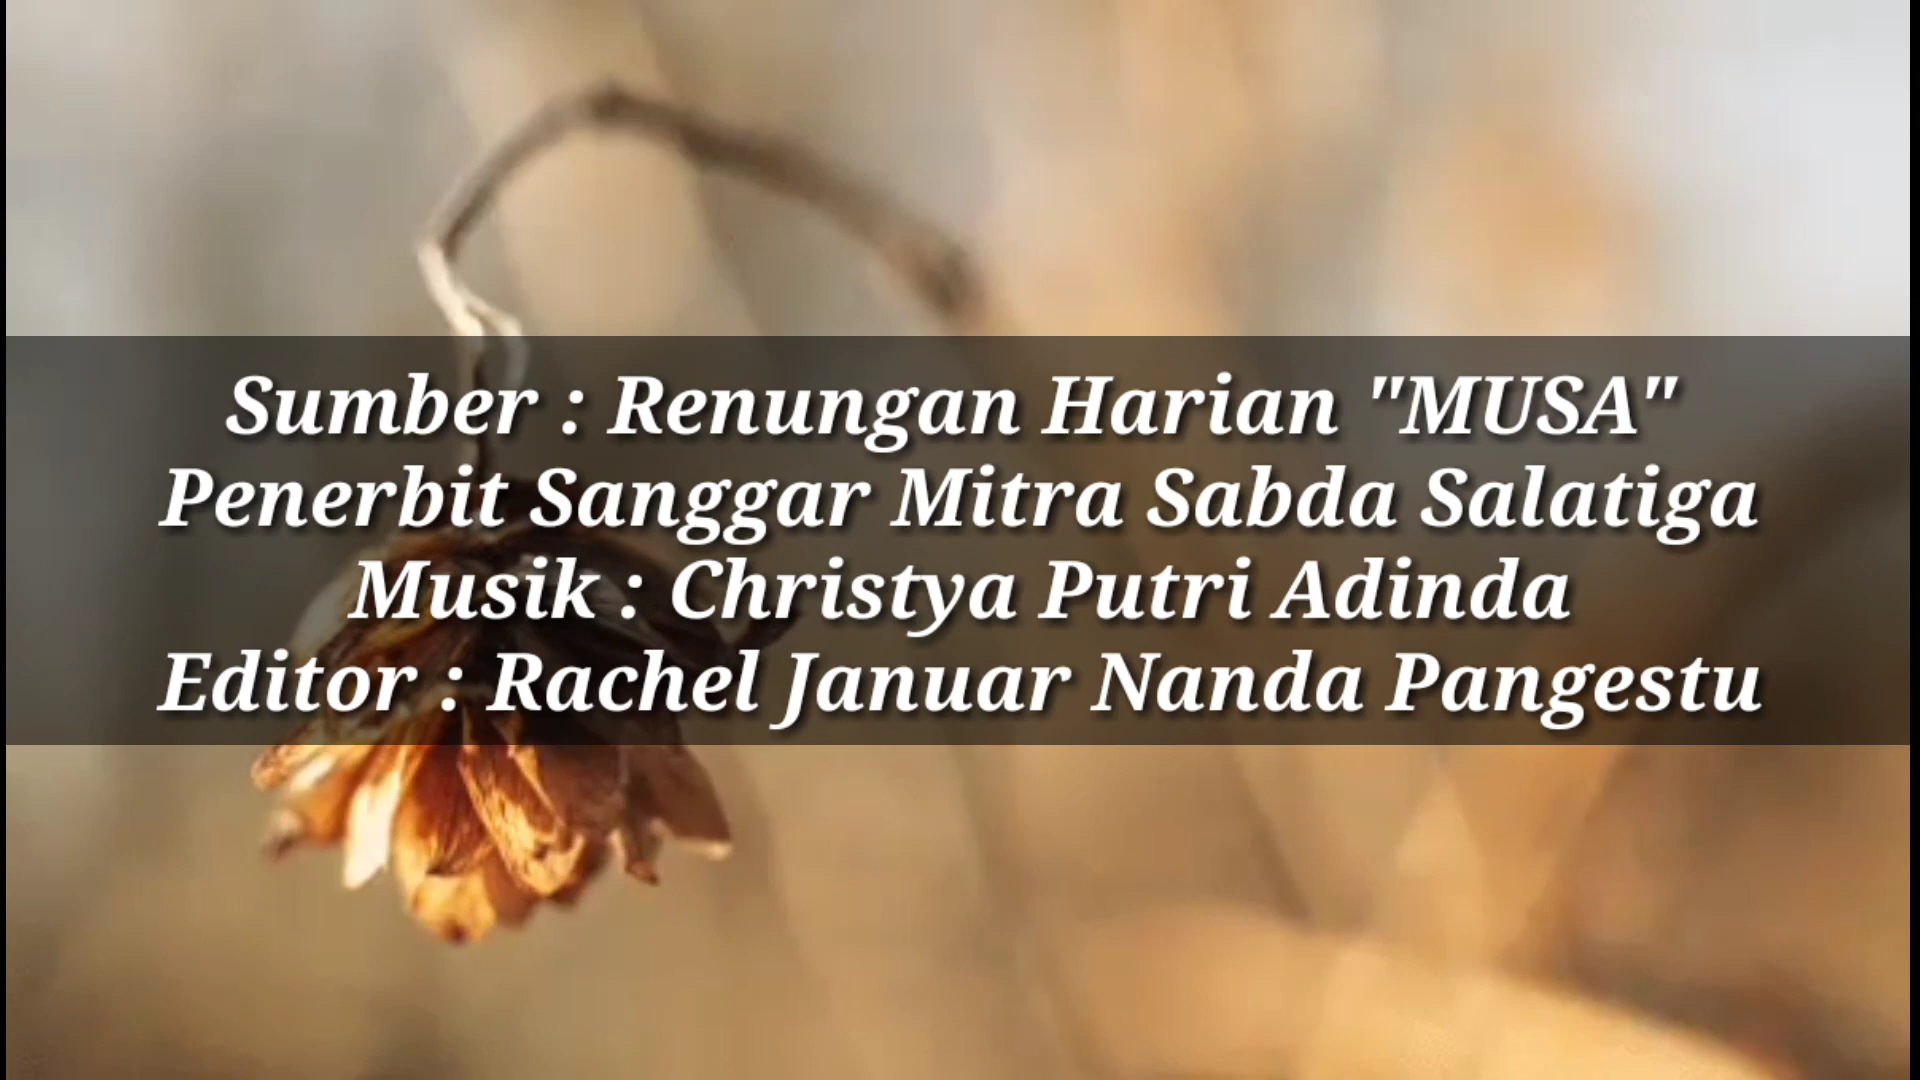 Sumber : Renungan Harian "MUSA"
Penerbit Sanggar Mitra Sabda Salatiga
Musik : Christya Putri Adinda
Editor : Rachel Januar Nanda Pangestu